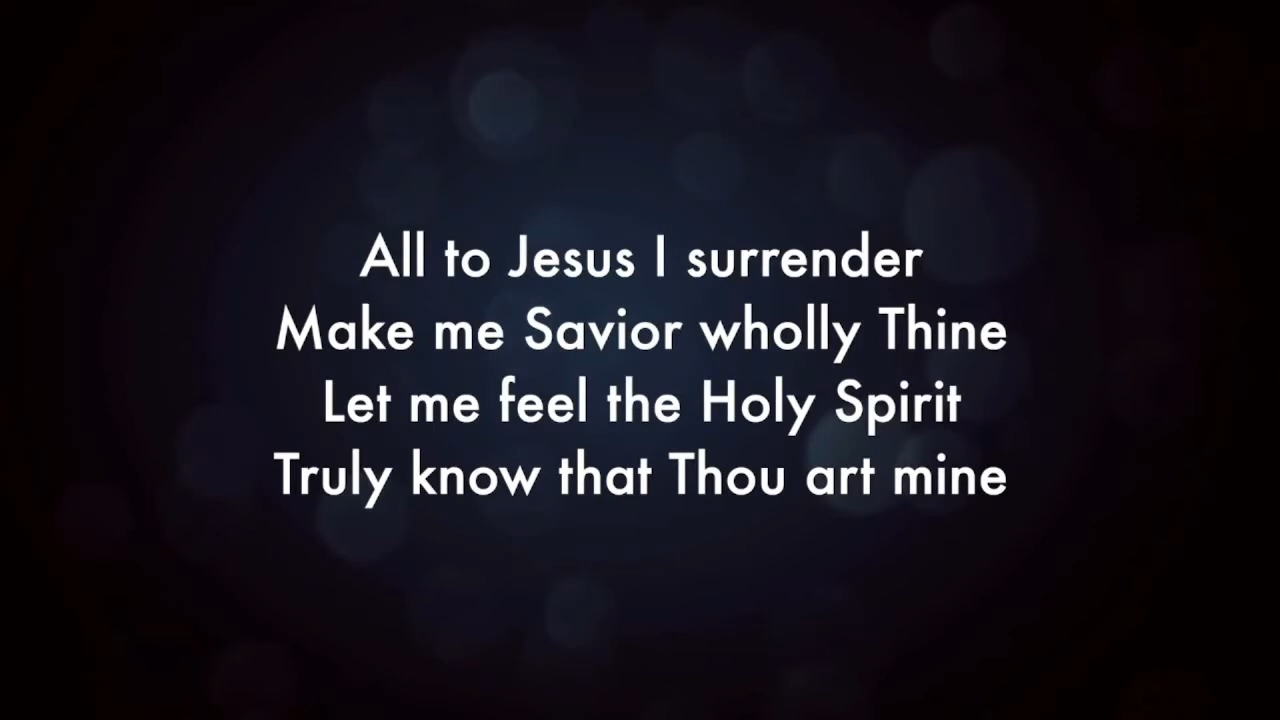 All to Jesus I surrender
Make me Savior wholly Thine
Let me feel the Holy Spirit
Truly know that Thou art mine